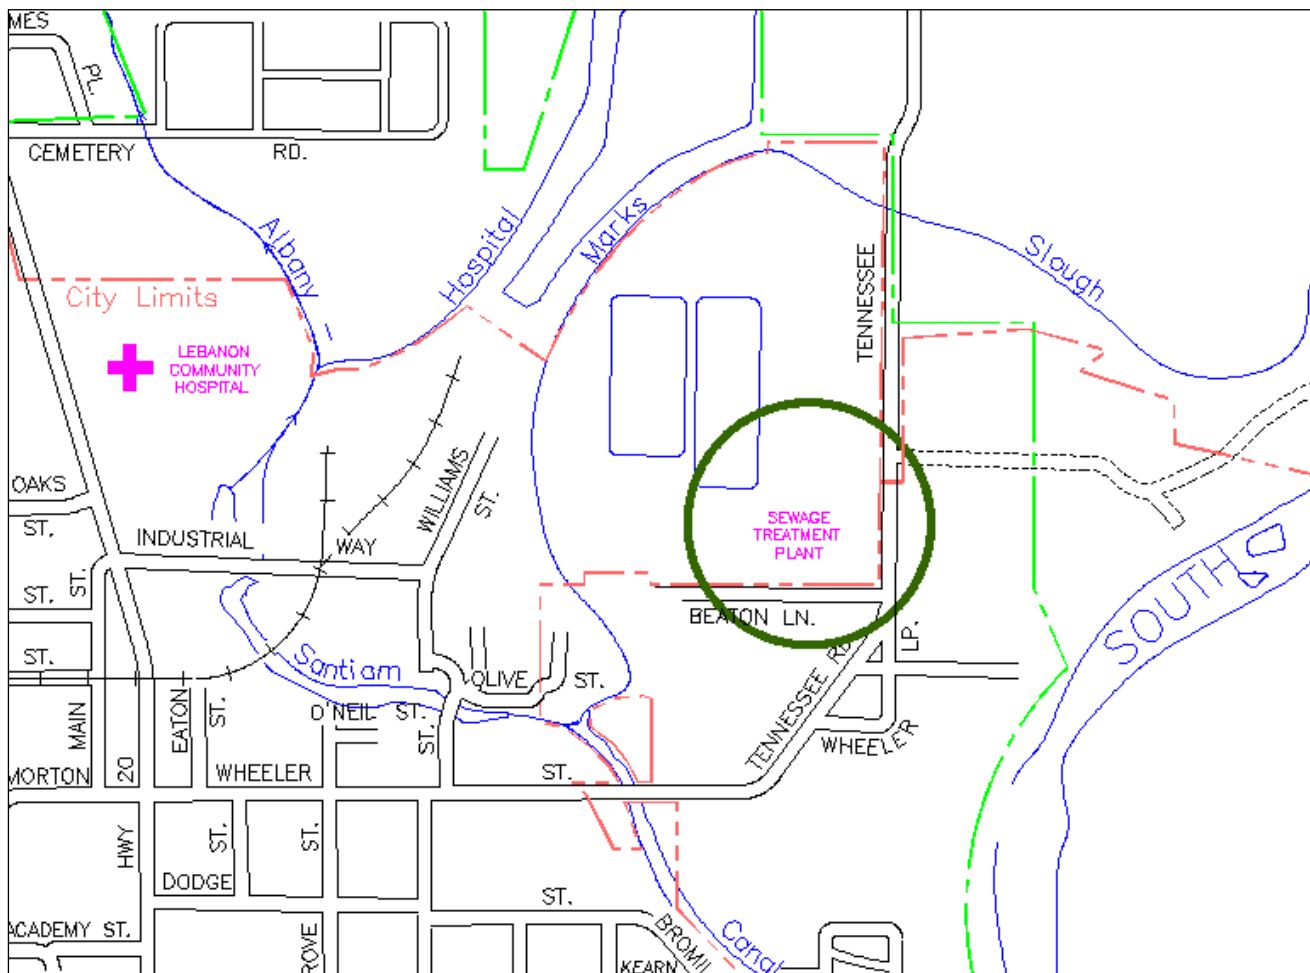 MES
PL.
CEMETERY RD.
Albany
Hospital
Marks
Slough
TENNESSEE
City Limits
LEBANON
COMMUNITY
HOSPITAL
OAKS
ST.
INDUSTRIAL WAY
WILLIAMS
ST.
SEWAGE
TREATMENT
PLANT
SOUTH
ST.
ST.
ST.
BEATON LN.
LP.
TENNESSEE RD.
Santiam
OLIVE ST.
O'NEIL ST.
MAIN
EATON
ST.
ST.
WHEELER
MORTON
20
WHEELER
ST.
HWY
ST.
ST.
DODGE
ST.
ACADEMY ST.
ROVE
BROMI
Canal
KEARN